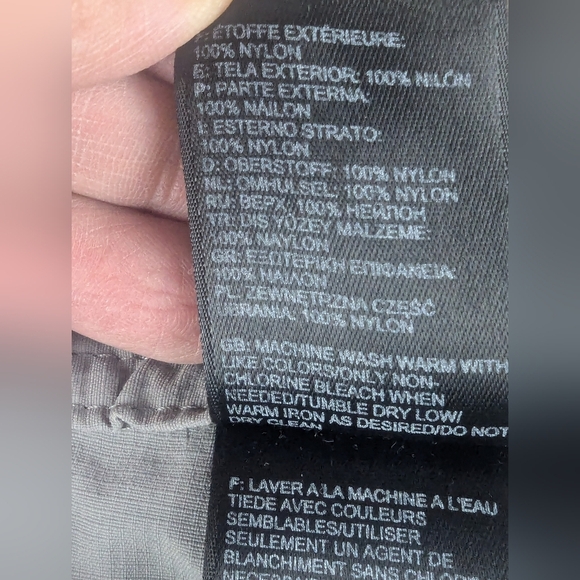 F: ÉTOFFE EXTÉRIEURE:
100% NYLON
E: TELA EXTERIOR: 100% NILÓN
P: PARTE EXTERNA:
100% NÁILON
I: ESTERNO STRATO:
100% NYLON
D: OBERSTOFF: 100% NYLON
NL: OMHULSEL: 100% NYLON
RU: ВЕРХ: 100% НЕЙЛОН
TR: DIŞ YÜZEY MALZEME:
100% NAYLON
GR: ΕΞΩΤΕΡΙΚΗ ΕΠΙΦΑΝΕΙΑ:
100% ΝΑΪΛΟΝ
PL: ZEWNĘTRZNA CZĘŚĆ
UBRANIA: 100% NYLON
GB: MACHINE WASH WARM WITH
LIKE COLORS/ONLY NON-
CHLORINE BLEACH WHEN
NEEDED/TUMBLE DRY LOW/
WARM IRON AS DESIRED/DO NOT
DRY CLEAN
F: LAVER A LA MACHINE A L'EAU
TIEDE AVEC COULEURS
SEMBLABLES/UTILISER
SEULEMENT UN AGENT DE
BLANCHIMENT SANS
NECESSAIRE